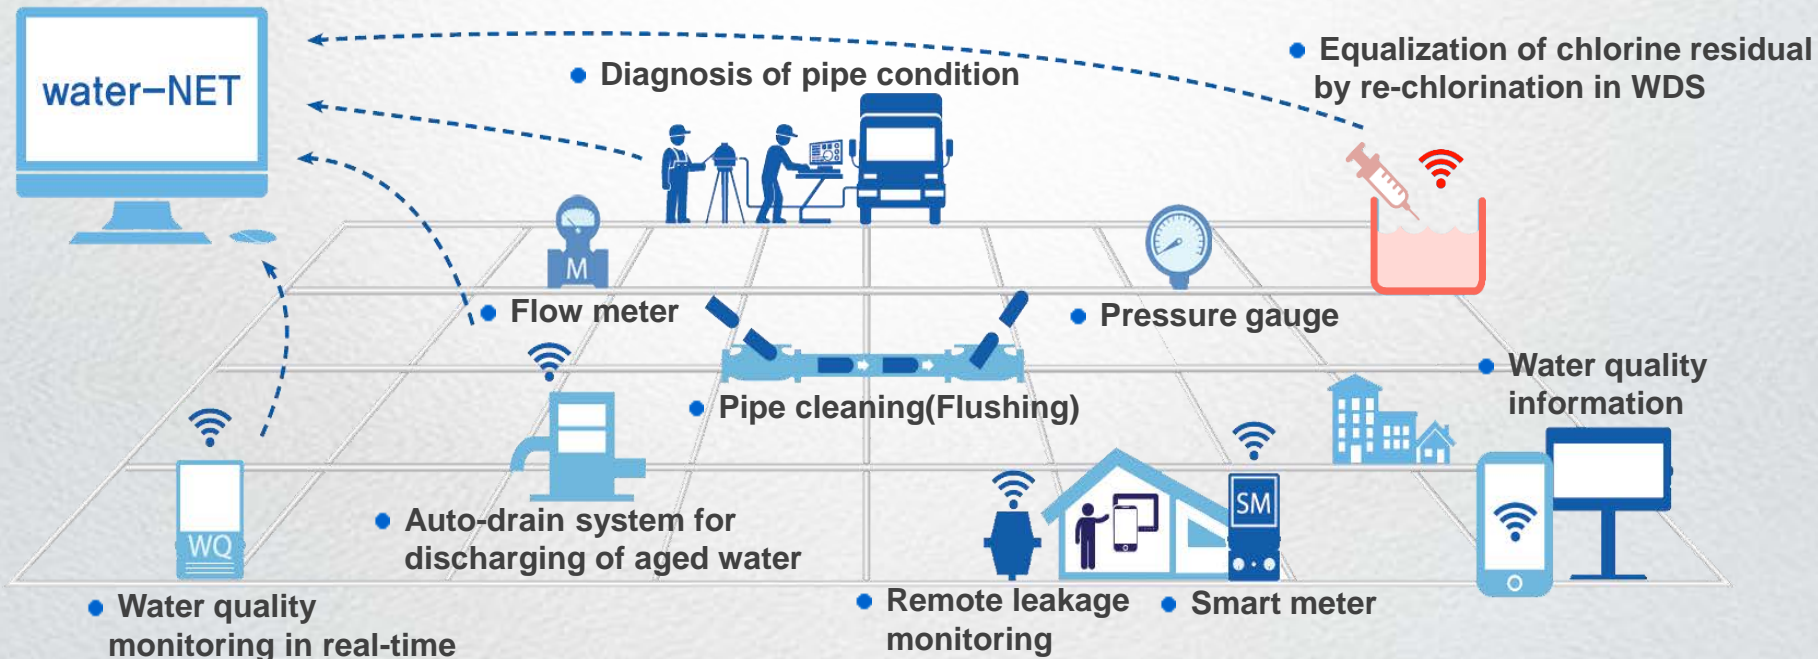 water-NET
Diagnosis of pipe condition
Equalization of chlorine residual
by re-chlorination in WDS
M
Flow meter
Pressure gauge
Pipe cleaning(Flushing)
Water quality
information
WQ
Auto-drain system for
discharging of aged water
SM
Water quality
monitoring in real-time
Remote leakage
monitoring
Smart meter